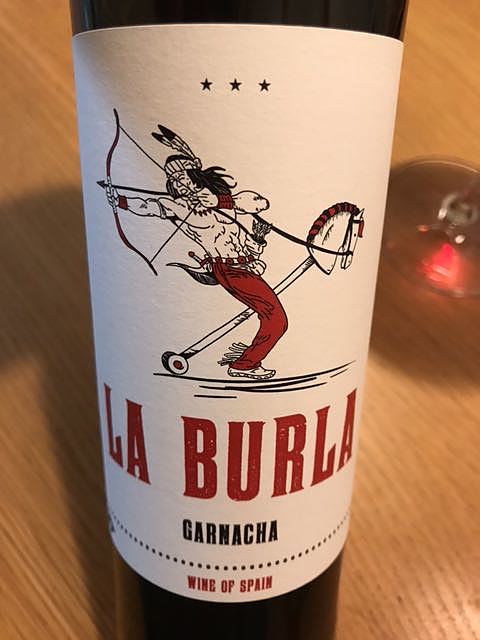 LA BURLA
GARNACHA
WINE OF SPAIN